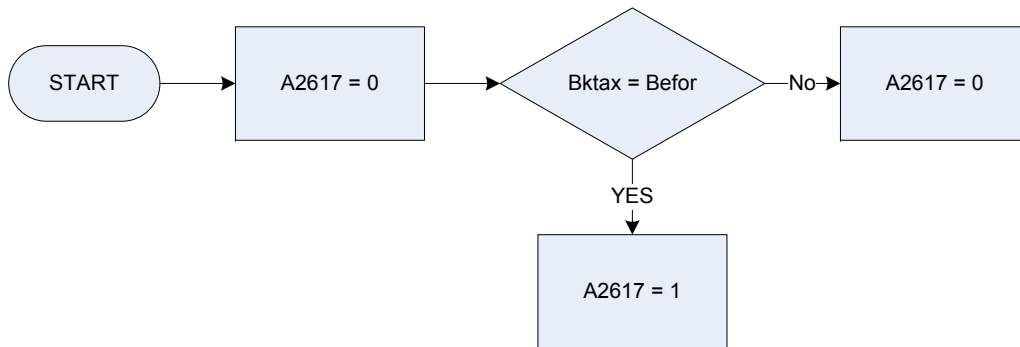 START
A2617 = 0
Bktax = Befor
No
A2617 = 0
YES
A2617 = 1